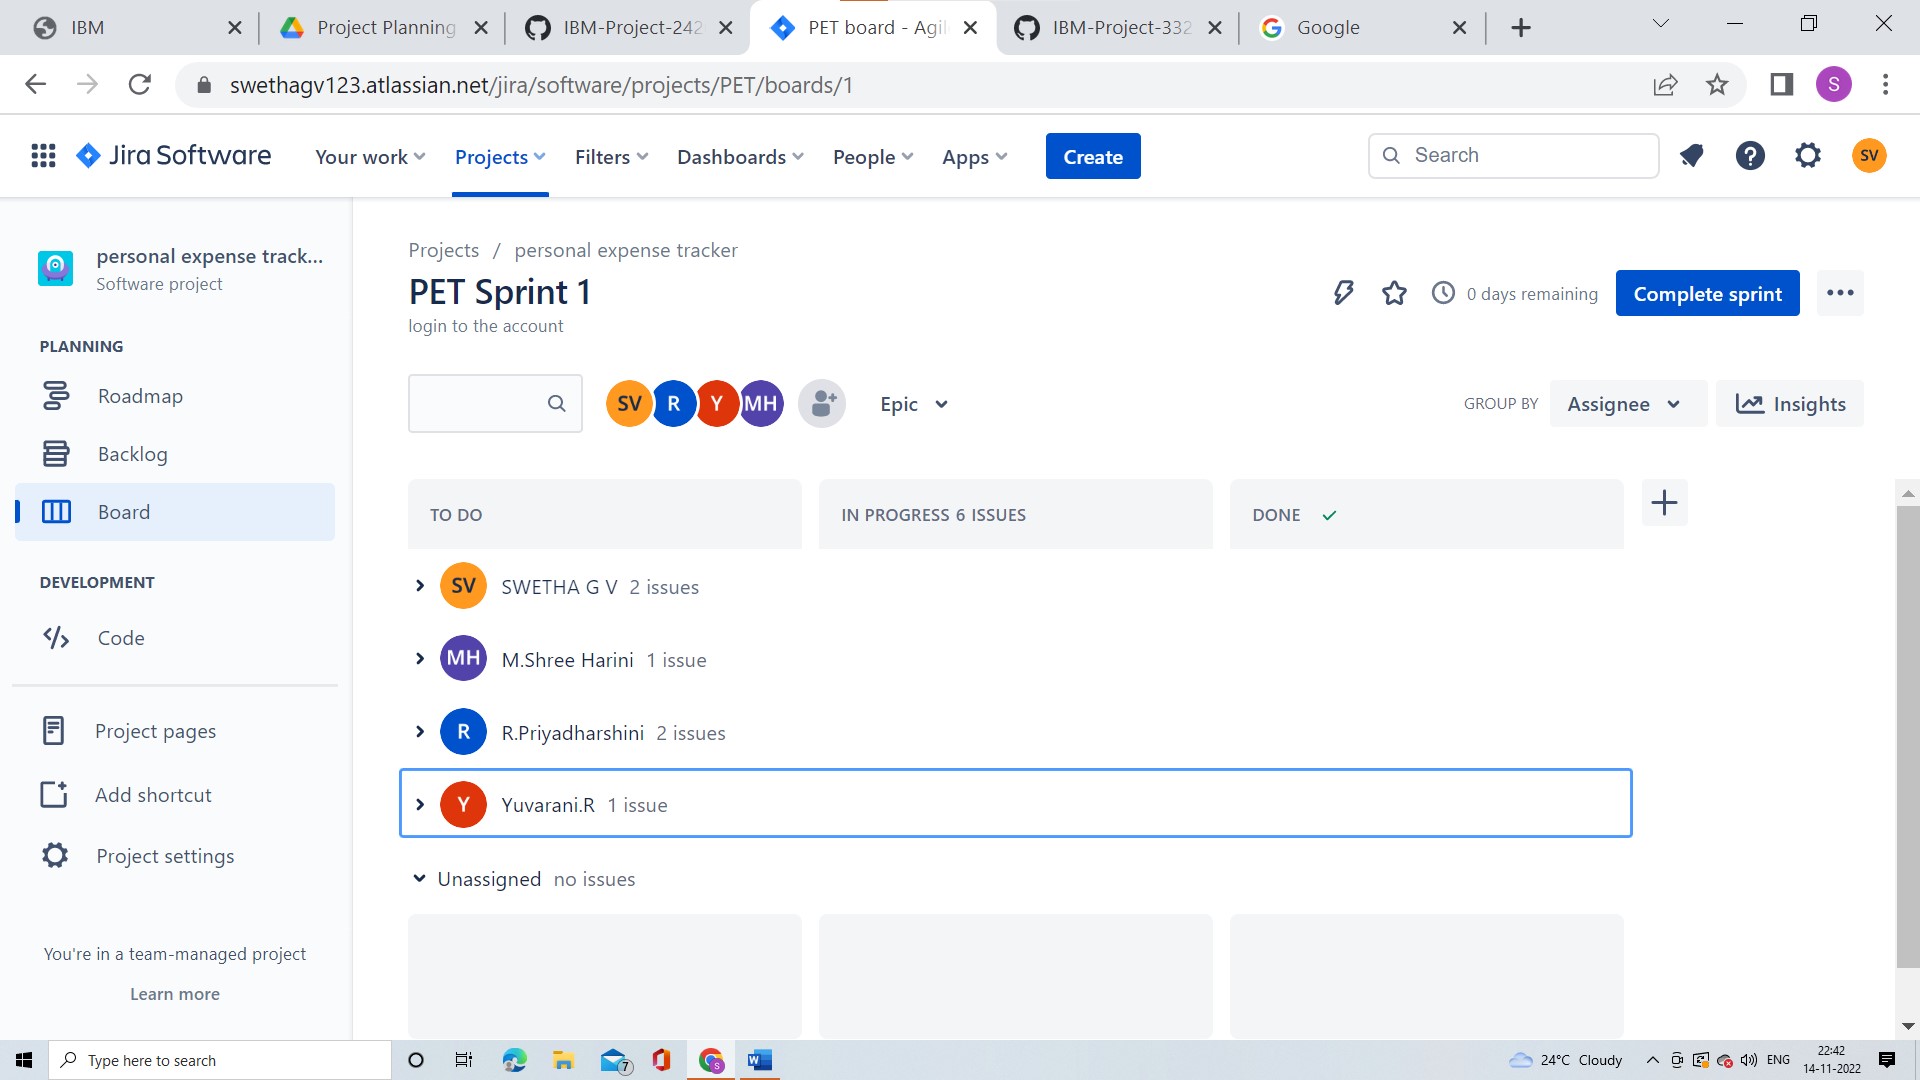 IBM
Project Planning
IBM-Project-242
PET board - Agil
IBM-Project-332
Google
swethagv123.atlassian.net/jira/software/projects/PET/boards/1
S
Jira Software
Your work
Projects
Filters
Dashboards
People
Apps
Create
Search
SV
personal expense track...
Software project
PLANNING
Roadmap
Backlog
Board
DEVELOPMENT
Code
Project pages
Add shortcut
Project settings
You're in a team-managed project
Learn more
Projects / personal expense tracker
PET Sprint 1
login to the account
0 days remaining
Complete sprint
SV R Y MH
Epic
GROUP BY
Assignee
Insights
TO DO
IN PROGRESS 6 ISSUES
DONE
SV SWETHA G V 2 issues
MH M.Shree Harini 1 issue
R R.Priyadharshini 2 issues
Y Yuvarani.R 1 issue
Unassigned no issues
Type here to search
7
S
24°C Cloudy
ENG
22:42
14-11-2022